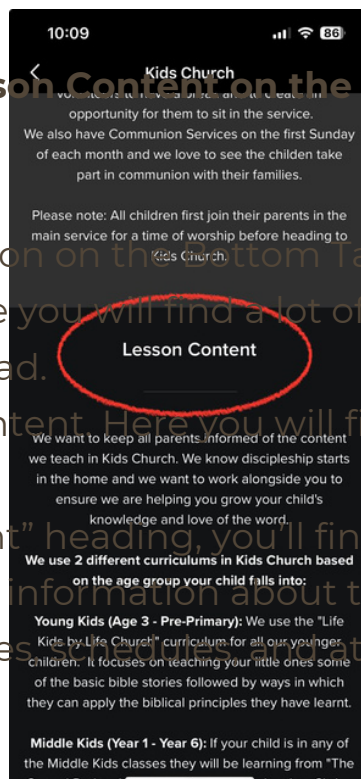 10:09
86
Kids Church
son Content on the
opportunity for them to sit in the service.
We also have Communion Services on the first Sunday
of each month and we love to see the childen take
part in communion with their families.
Please note: All children first join their parents in the
main service for a time of worship before heading to
Kids Church.
on on the Bottom Ta
e you will find a lot of
Lesson Content
ad.
ntent. Here you will fu
We want to keep all parents informed of the content
we teach in Kids Church. We know discipleship starts
in the home and we want to work alongside you to
ensure we are helping you grow your child's
knowledge and love of the word.
nt” heading, you’ll fin
We use 2 different curriculums in Kids Church based
on the age group your child falls into:
information about t
Young Kids (Age 3 - Pre-Primary): We use the "Life
Kids by Life Church" curriculum for all our younger
es, schedules, and at
children. It focuses on teaching your little ones some
of the basic bible stories followed by ways in which
they can apply the biblical principles they have learnt.
Middle Kids (Year 1 - Year 6): If your child is in any of
the Middle Kids classes they will be learning from "The